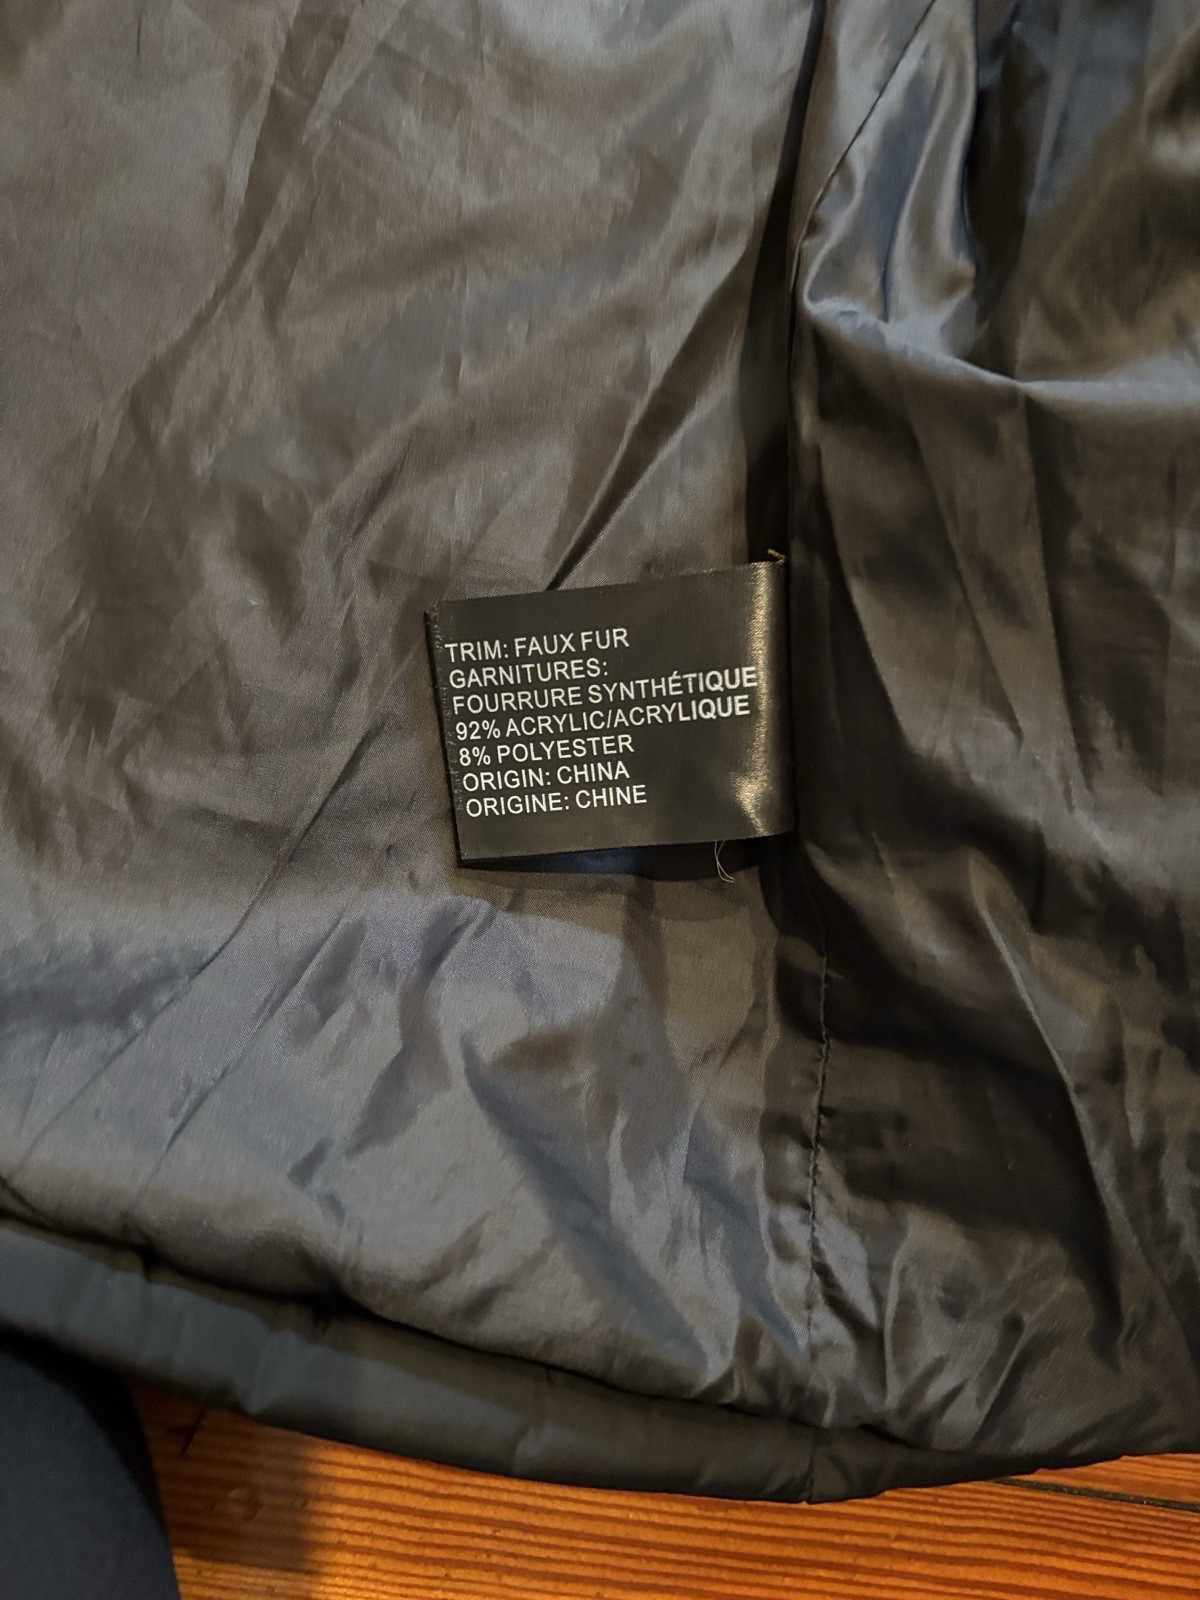 TRIM: FAUX FUR
GARNITURES:
FOURRURE SYNTHÉTIQUE
92% ACRYLIC/ACRYLIQUE
8% POLYESTER
ORIGIN: CHINA
ORIGINE: CHINE